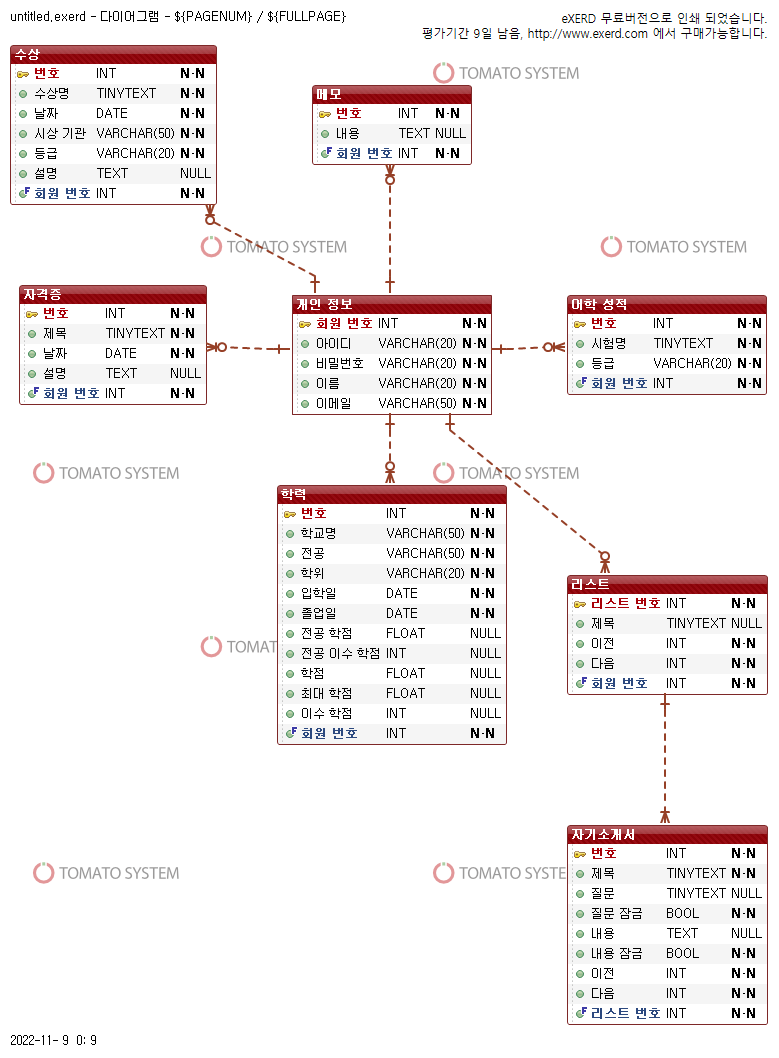 untitled.exerd - 다이어그램 - ${PAGENUM} / ${FULLPAGE}
eXERD 무료버전으로 인쇄 되었습니다.
평가기간 9일 남음, http://www.exerd.com 에서 구매가능합니다.
수상
번호 INT N-N
수상명 TINYTEXT N-N
날짜 DATE N-N
시상 기관 VARCHAR(50) N-N
등급 VARCHAR(20) N-N
설명 TEXT NULL
회원 번호 INT N-N
TOMATO SYSTEM
메모
번호 INT N-N
내용 TEXT NULL
회원 번호 INT N-N
TOMATO SYSTEM
TOMATO SYSTEM
자격증
번호 INT N-N
제목 TINYTEXT N-N
날짜 DATE N-N
설명 TEXT NULL
회원 번호 INT N-N
개인 정보
회원 번호 INT N-N
아이디 VARCHAR(20) N-N
비밀번호 VARCHAR(20) N-N
이름 VARCHAR(20) N-N
이메일 VARCHAR(50) N-N
어학 성적
번호 INT N-N
시험명 TINYTEXT N-N
등급 VARCHAR(20) N-N
회원 번호 INT N-N
TOMATO SYSTEM
TOMATO SYSTEM
학력
번호 INT N-N
학교명 VARCHAR(50) N-N
전공 VARCHAR(50) N-N
학위 VARCHAR(20) N-N
입학일 DATE N-N
졸업일 DATE N-N
전공 학점 FLOAT NULL
전공 이수 학점 INT NULL
학점 FLOAT NULL
최대 학점 FLOAT NULL
이수 학점 INT NULL
회원 번호 INT N-N
TOMAT
리스트
리스트 번호 INT N-N
제목 TINYTEXT NULL
이전 INT N-N
다음 INT N-N
회원 번호 INT N-N
TOMATO SYSTEM
TOMATO SYSTEM
자기소개서
번호 INT N-N
제목 TINYTEXT N-N
질문 TINYTEXT NULL
질문 잠금 BOOL N-N
내용 TEXT NULL
내용 잠금 BOOL N-N
이전 INT N-N
다음 INT N-N
리스트 번호 INT N-N
2022-11- 9 0: 9